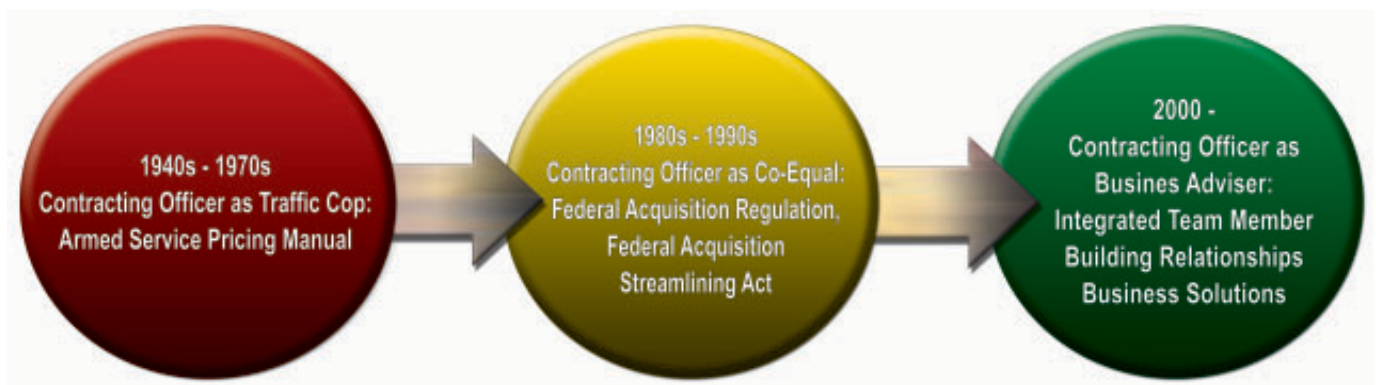 1940s - 1970s
Contracting Officer as Traffic Cop:
Armed Service Pricing Manual
1980s - 1990s
Contracting Officer as Co-Equal:
Federal Acquisition Regulation,
Federal Acquisition
Streamlining Act
2000 -
Contracting Officer as
Busines Adviser:
Integrated Team Member
Building Relationships
Business Solutions